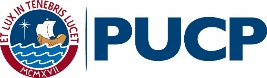 ET LUX IN TENEBRIS LUCET
MCMXVII
PUCP